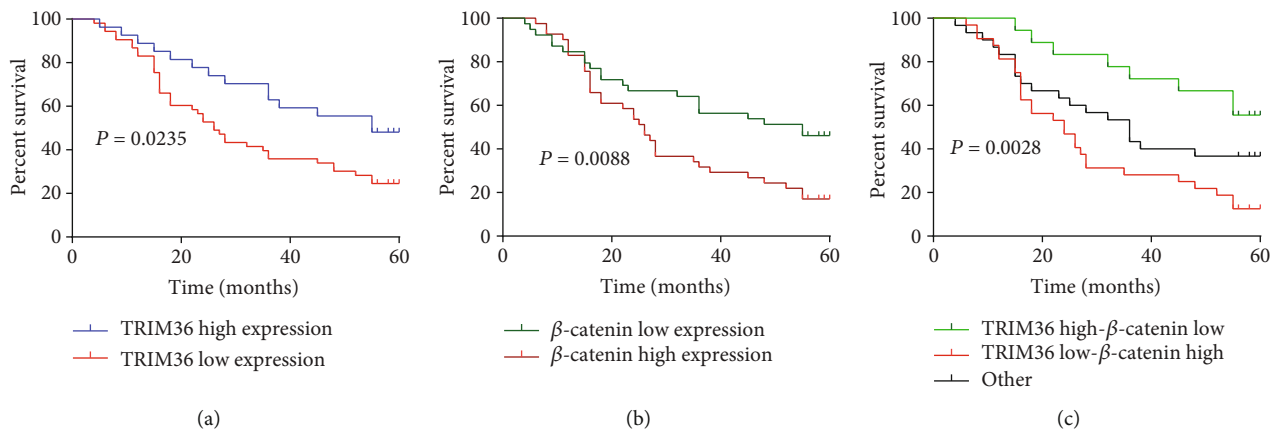 100
80
60
40
20
0
Percent survival
P = 0.0235
0 20 40 60
Time (months)
TRIM36 high expression
TRIM36 low expression
(a)
100
80
60
40
20
0
Percent survival
P = 0.0088
0 20 40 60
Time (months)
β-catenin low expression
β-catenin high expression
(b)
100
80
60
40
20
0
Percent survival
P = 0.0028
0 20 40 60
Time (months)
TRIM36 high-β-catenin low
TRIM36 low-β-catenin high
Other
(c)